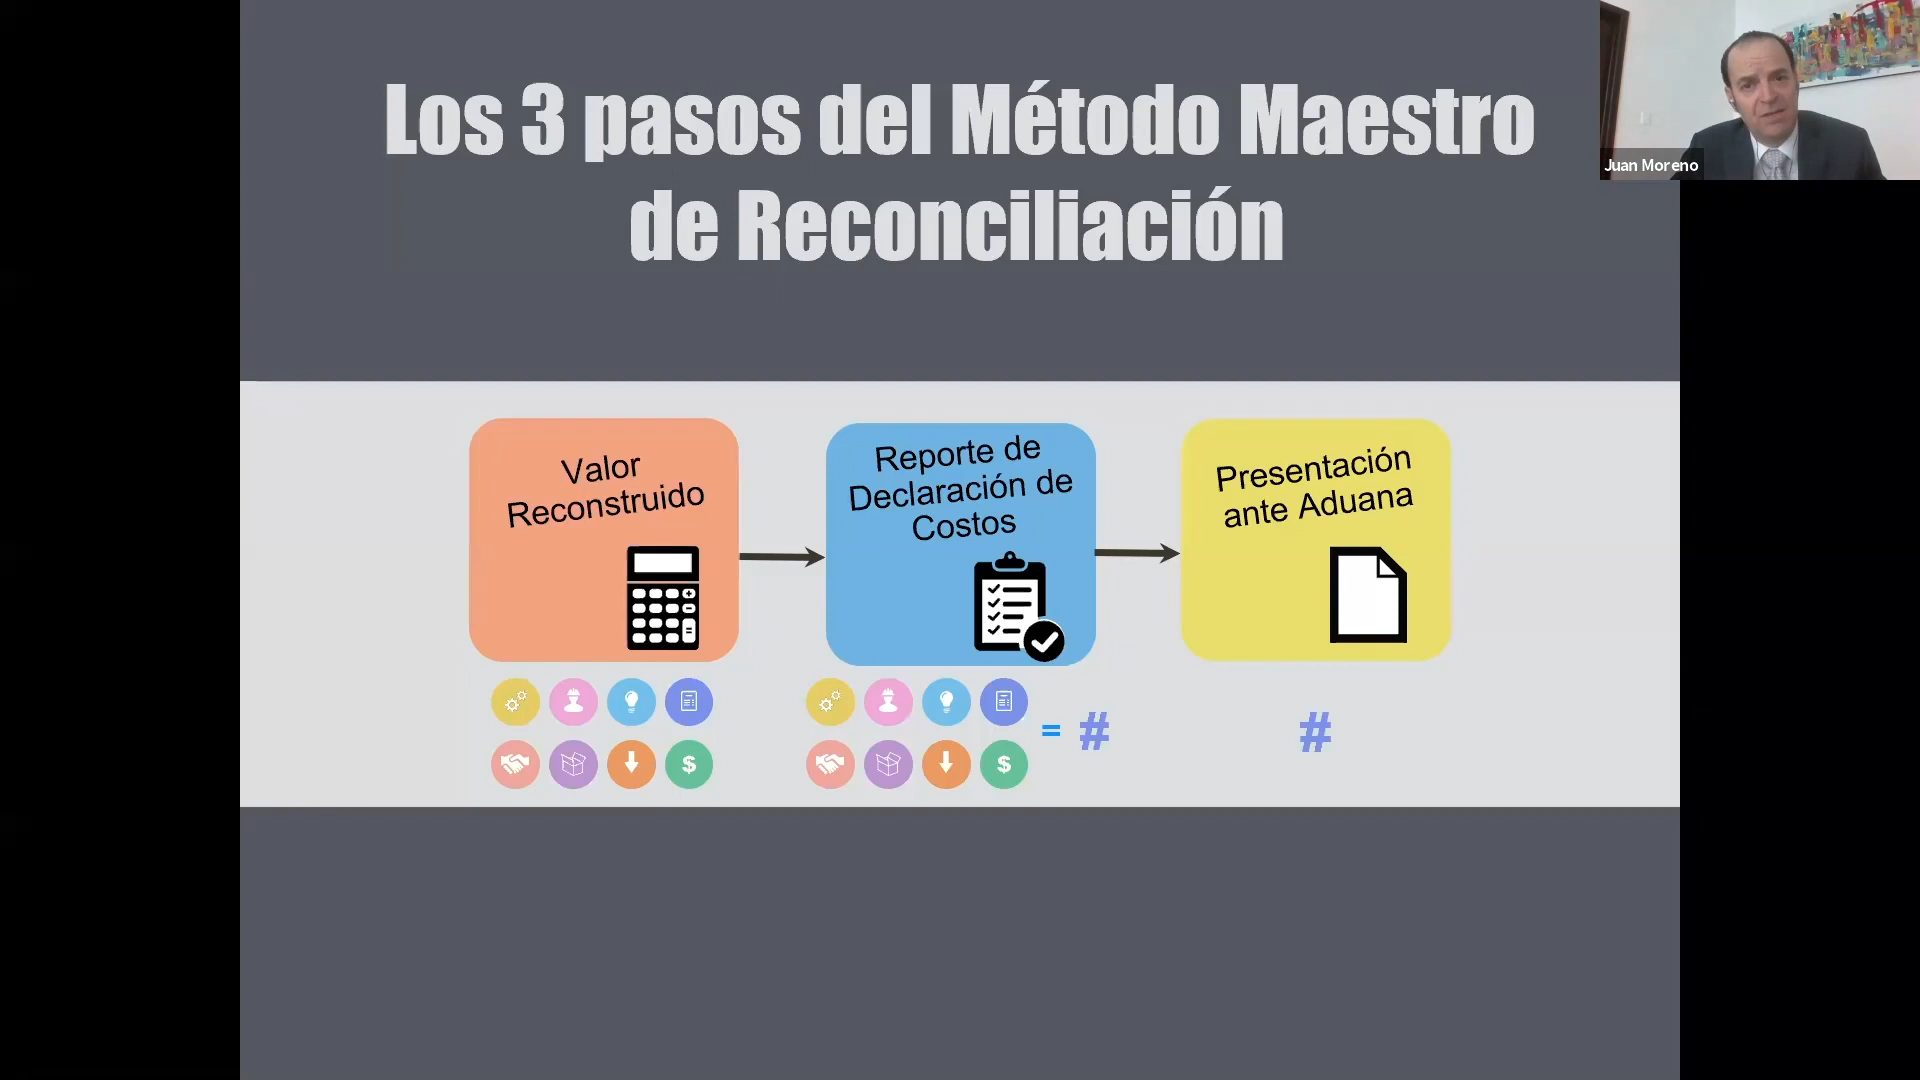 Los 3 pasos del Método Maestro
de Reconciliación
Juan Moreno
Valor
Reconstruido
Reporte de
Declaración de
Costos
Presentación
ante Aduana
$
$
= #
#